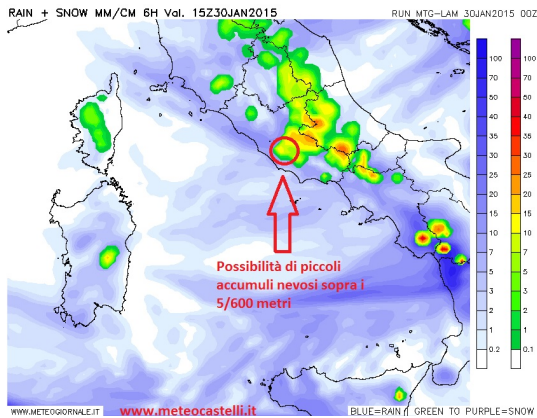 RAIN + SNOW MM/CM 6H Val. 15Z30JAN2015
RUN MTG-LAM 30JAN2015 00Z
100 100
70 70
50 50
40 40
35 35
30 30
25 25
20 20
15 15
10 10
7 7
5 5
2 2
1 1
0.2 0.2
Possibilità di piccoli
accumuli nevosi sopra i
5/600 metri
WWW.METEOGIORNALE.IT
www.meteocastelli.it
BLUE=RAIN / GREEN TO PURPLE=SNOW